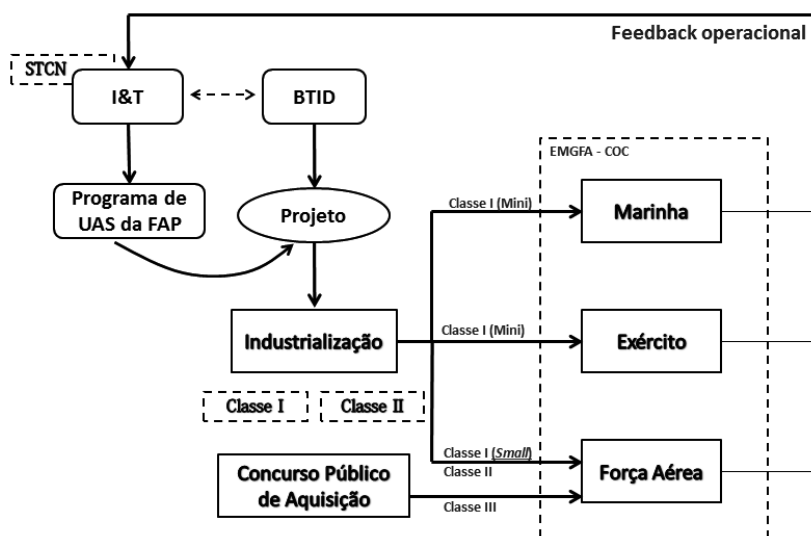 Feedback operacional
STCN
I&T
BTID
EMGFA - COC
Programa de
UAS da FAP
Projeto
Classe I (Mini)
Marinha
Industrialização
Classe I (Mini)
Exército
Classe I
Classe II
Classe I (Small)
Classe II
Força Aérea
Concurso Público
de Aquisição
Classe III